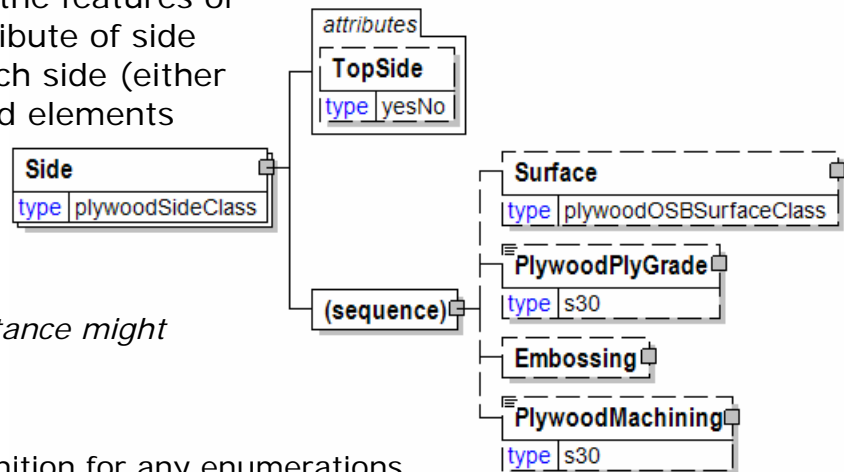 the features of
ibute of side
ch side (either
d elements
attributes
TopSide
type yesNo
Side
type plywoodSideClass
Surface
type plywoodOSBSurfaceClass
PlywoodPlyGrade
type s30
(sequence)
tance might
Embossing
PlywoodMachining
type s30
nition for any enumerations